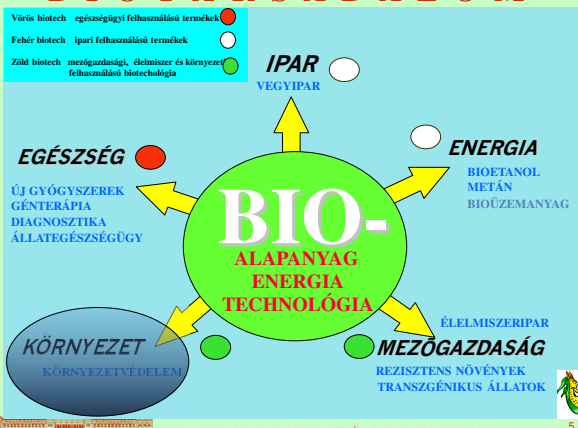 B I O T Á R S A D A L O M
Vörös biotech egészségügyi felhasználású termékek
Fehér biotech ipari felhasználású termékek
Zöld biotech mezőgazdasági, élelmiszer és környezet
felhasználású biotechológia
IPAR
VEGYIPAR
ENERGIA
BIOETANOL
METÁN
BIOÜZEMANYAG
EGÉSZSÉG
ÚJ GYÓGYSZEREK
GÉNTERÁPIA
DIAGNOSZTIKA
ÁLLATEGÉSZSÉGÜGY
BIO-
ALAPANYAG
ENERGIA
TECHNOLÓGIA
KÖRNYEZET
KÖRNYEZETVÉDELEM
ÉLELMISZERIPAR
MEZŐGAZDASÁG
REZISZTENS NÖVÉNYEK
TRANSZGÉNIKUS ÁLLATOK
5